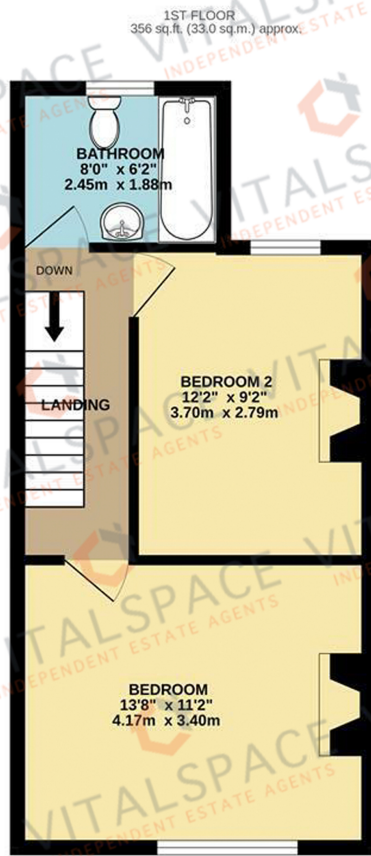 1ST FLOOR
356 sq.ft. (33.0 sq.m.) approx.
VITALSPACE
INDEPENDENT ESTATE AGENTS
BATHROOM
8'0" x 6'2"
2.45m x 1.88m
DOWN
BEDROOM 2
12'2" x 9'2"
3.70m x 2.79m
LANDING
VITALSPACE
INDEPENDENT ESTATE AGENTS
BEDROOM
13'8" x 11'2"
4.17m x 3.40m
VITALSPACE
INDEPENDENT ESTATE AGENTS